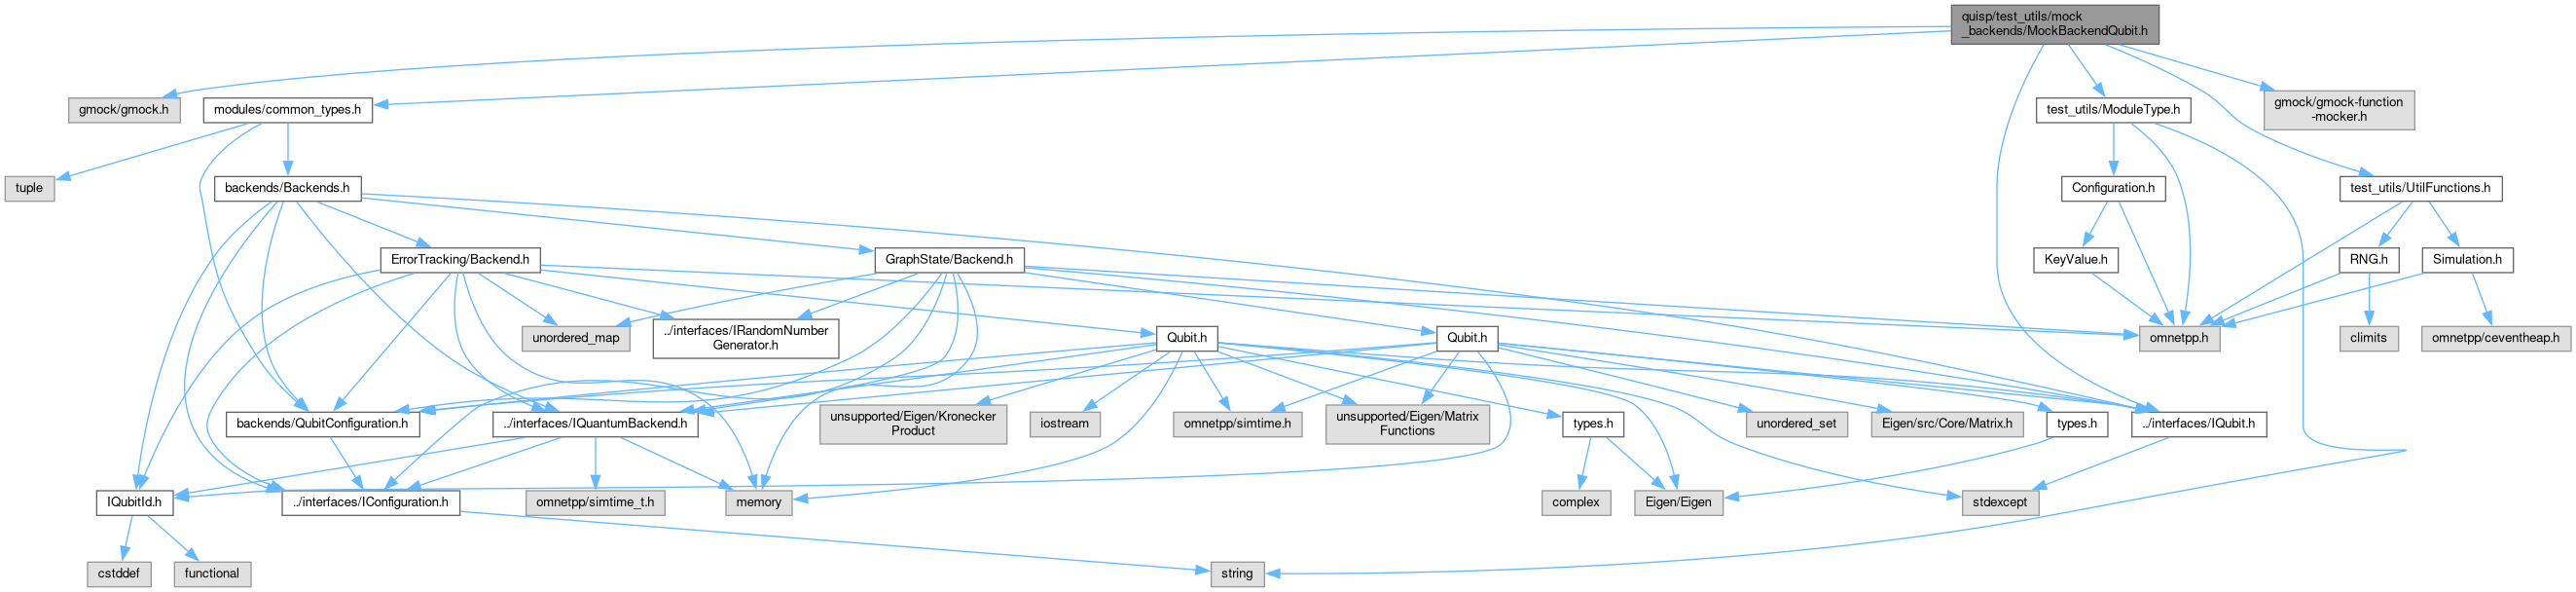 quisp/test_utils/mock
_backends/MockBackendQubit.h
gmock/gmock.h
modules/common_types.h
test_utils/ModuleType.h
gmock/gmock-function
-mocker.h
tuple
backends/Backends.h
Configuration.h
test_utils/UtilFunctions.h
ErrorTracking/Backend.h
GraphState/Backend.h
KeyValue.h
RNG.h
Simulation.h
unordered_map
../interfaces/IRandomNumber
Generator.h
Qubit.h
Qubit.h
omnetpp.h
climits
omnetpp/ceventheap.h
backends/QubitConfiguration.h
../interfaces/IQuantumBackend.h
unsupported/Eigen/Kronecker
Product
iostream
omnetpp/simtime.h
unsupported/Eigen/Matrix
Functions
types.h
unordered_set
Eigen/src/Core/Matrix.h
types.h
../interfaces/IQubit.h
IQubitId.h
../interfaces/IConfiguration.h
omnetpp/simtime_t.h
memory
complex
Eigen/Eigen
stdexcept
cstddef
functional
string